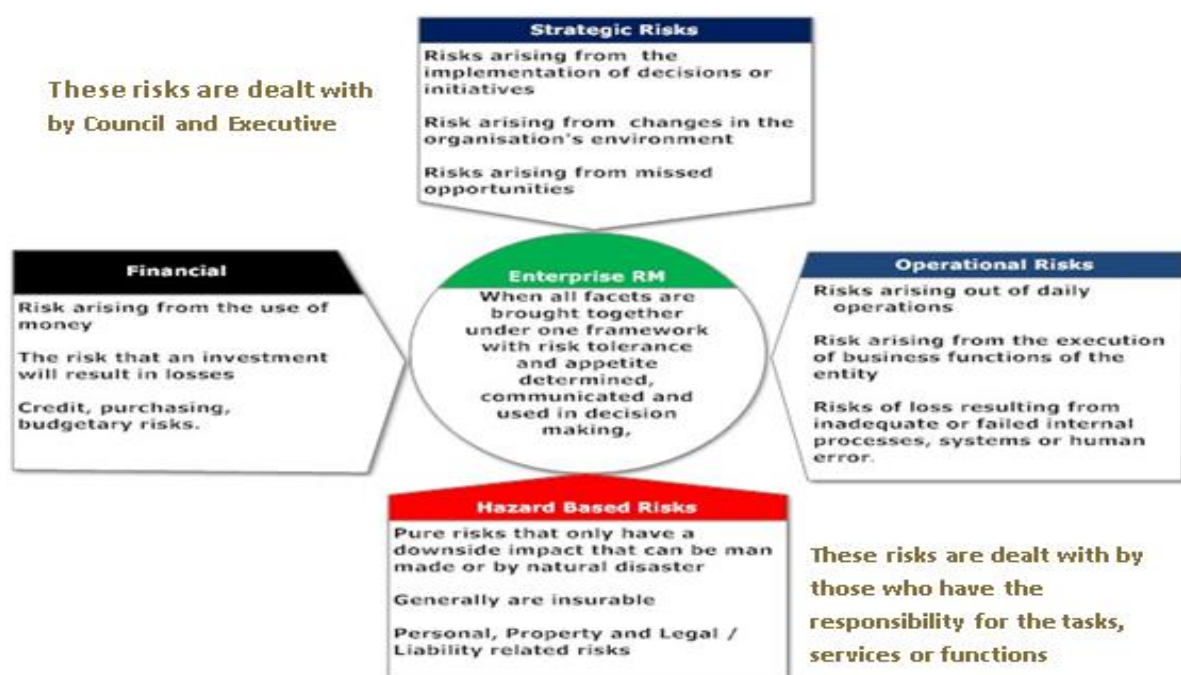 Strategic Risks
Risks arising from the
implementation of decisions or
initiatives
Risk arising from changes in the
organisation's environment
Risks arising from missed
opportunities
These risks are dealt with
by Council and Executive
Financial
Risk arising from the use of
money
The risk that an investment
will result in losses
Credit, purchasing,
budgetary risks.
Enterprise RM
When all facets are
brought together
under one framework
with risk tolerance
and appetite
determined,
communicated and
used in decision
making,
Operational Risks
Risks arising out of daily
operations
Risk arising from the execution
of business functions of the
entity
Risks of loss resulting from
inadequate or failed internal
processes, systems or human
error.
Hazard Based Risks
Pure risks that only have a
downside impact that can be man
made or by natural disaster
Generally are insurable
Personal, Property and Legal /
Liability related risks
These risks are dealt with by
those who have the
responsibility for the tasks,
services or functions